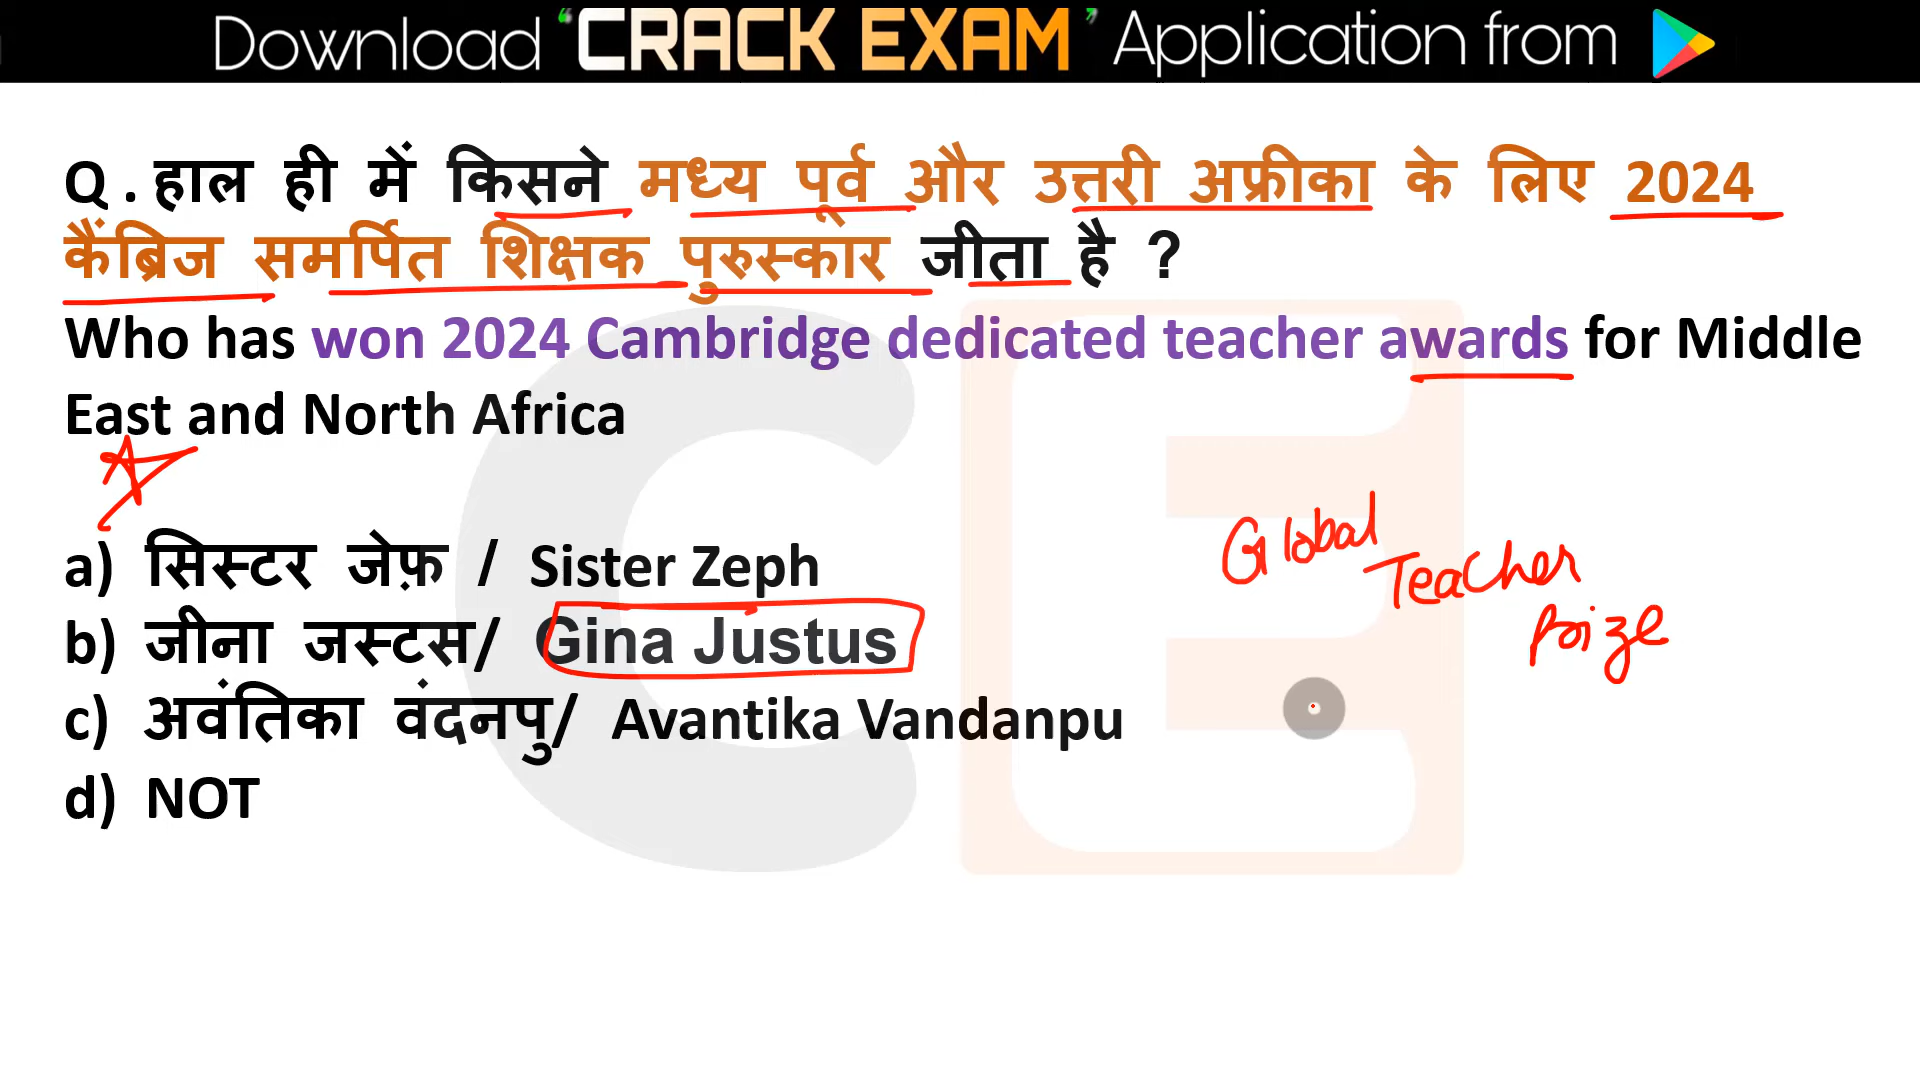 Download ‘CRACK EXAM’ Application from
Q . हाल ही में किसने मध्य पूर्व और उत्तरी अफ्रीका के लिए 2024
कैंब्रिज समर्पित शिक्षक पुरुस्कार जीता है ?
Who has won 2024 Cambridge dedicated teacher awards for Middle
East and North Africa
a) सिस्टर जेफ़ / Sister Zeph
b) जीना जस्टस/ Gina Justus
c) अवंतिका वंदनपु/ Avantika Vandanpu
d) NOT
Global
Teacher
Prize
CE